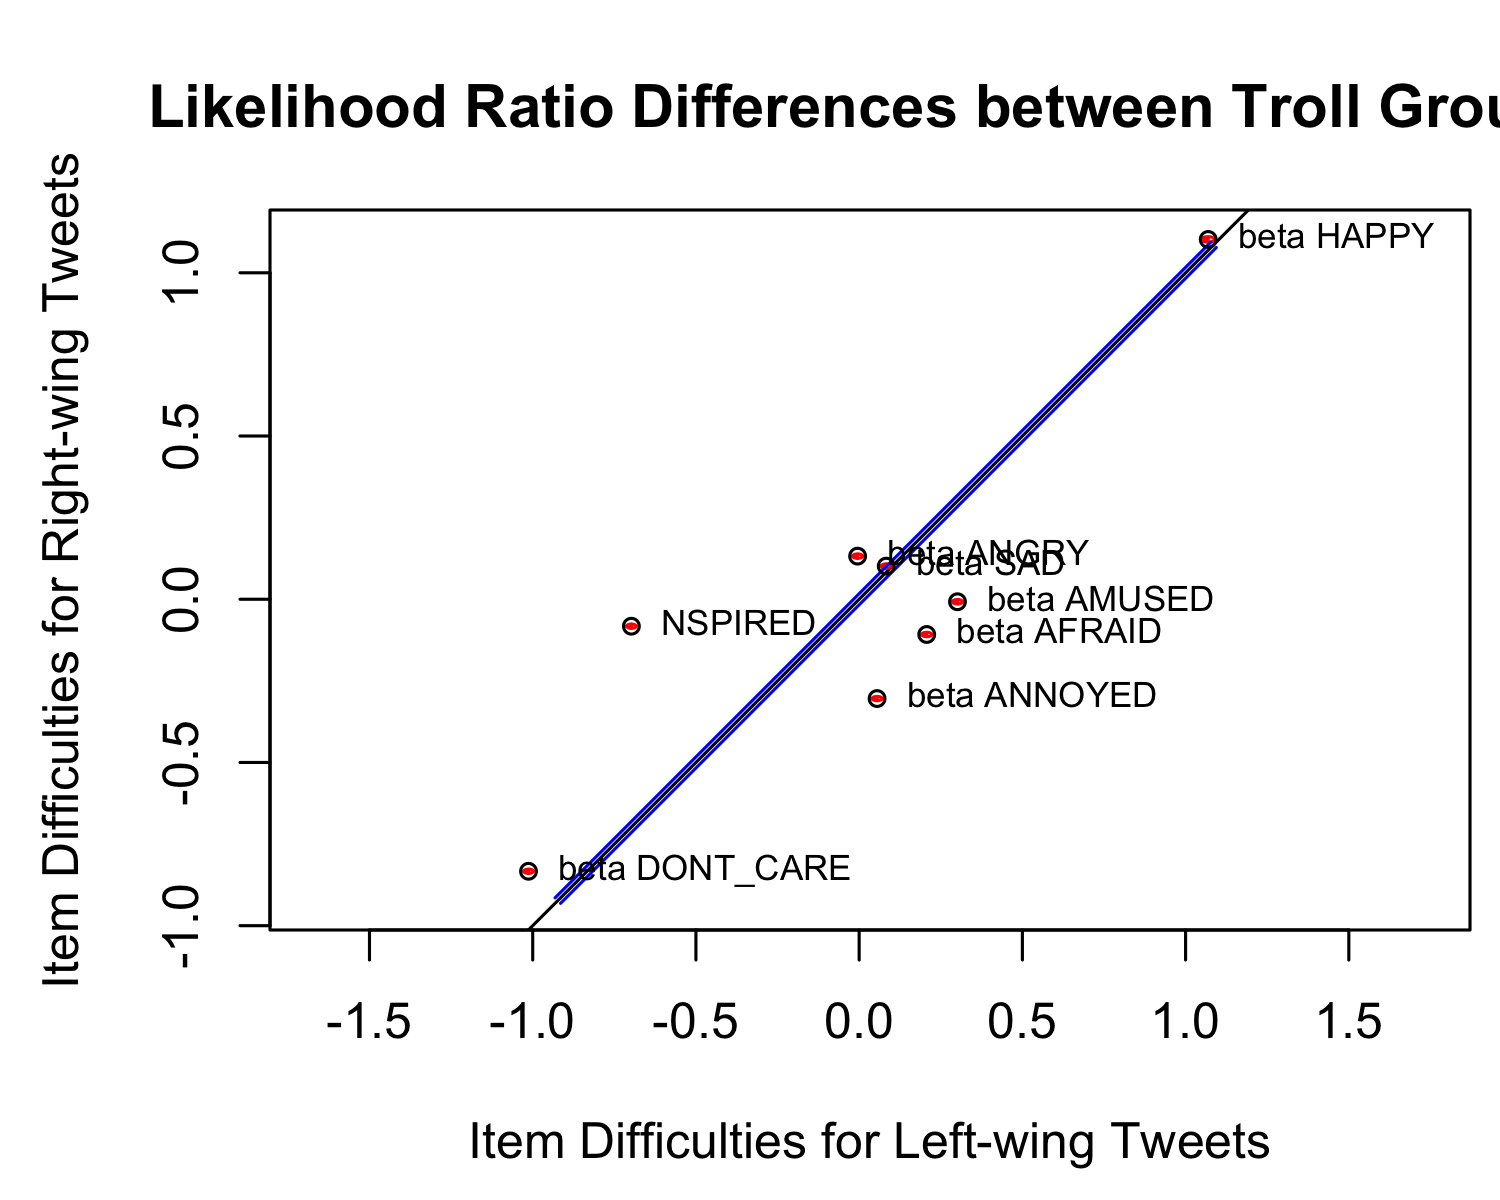 Likelihood Ratio Differences between Troll Grou
Item Difficulties for Right-wing Tweets
1.0
0.5
0.0
-0.5
-1.0
beta HAPPY
beta ANGRY
beta SAD
beta AMUSED
NSPIRED
beta AFRAID
beta ANNOYED
beta DONT_CARE
-1.5 -1.0 -0.5 0.0 0.5 1.0 1.5
Item Difficulties for Left-wing Tweets